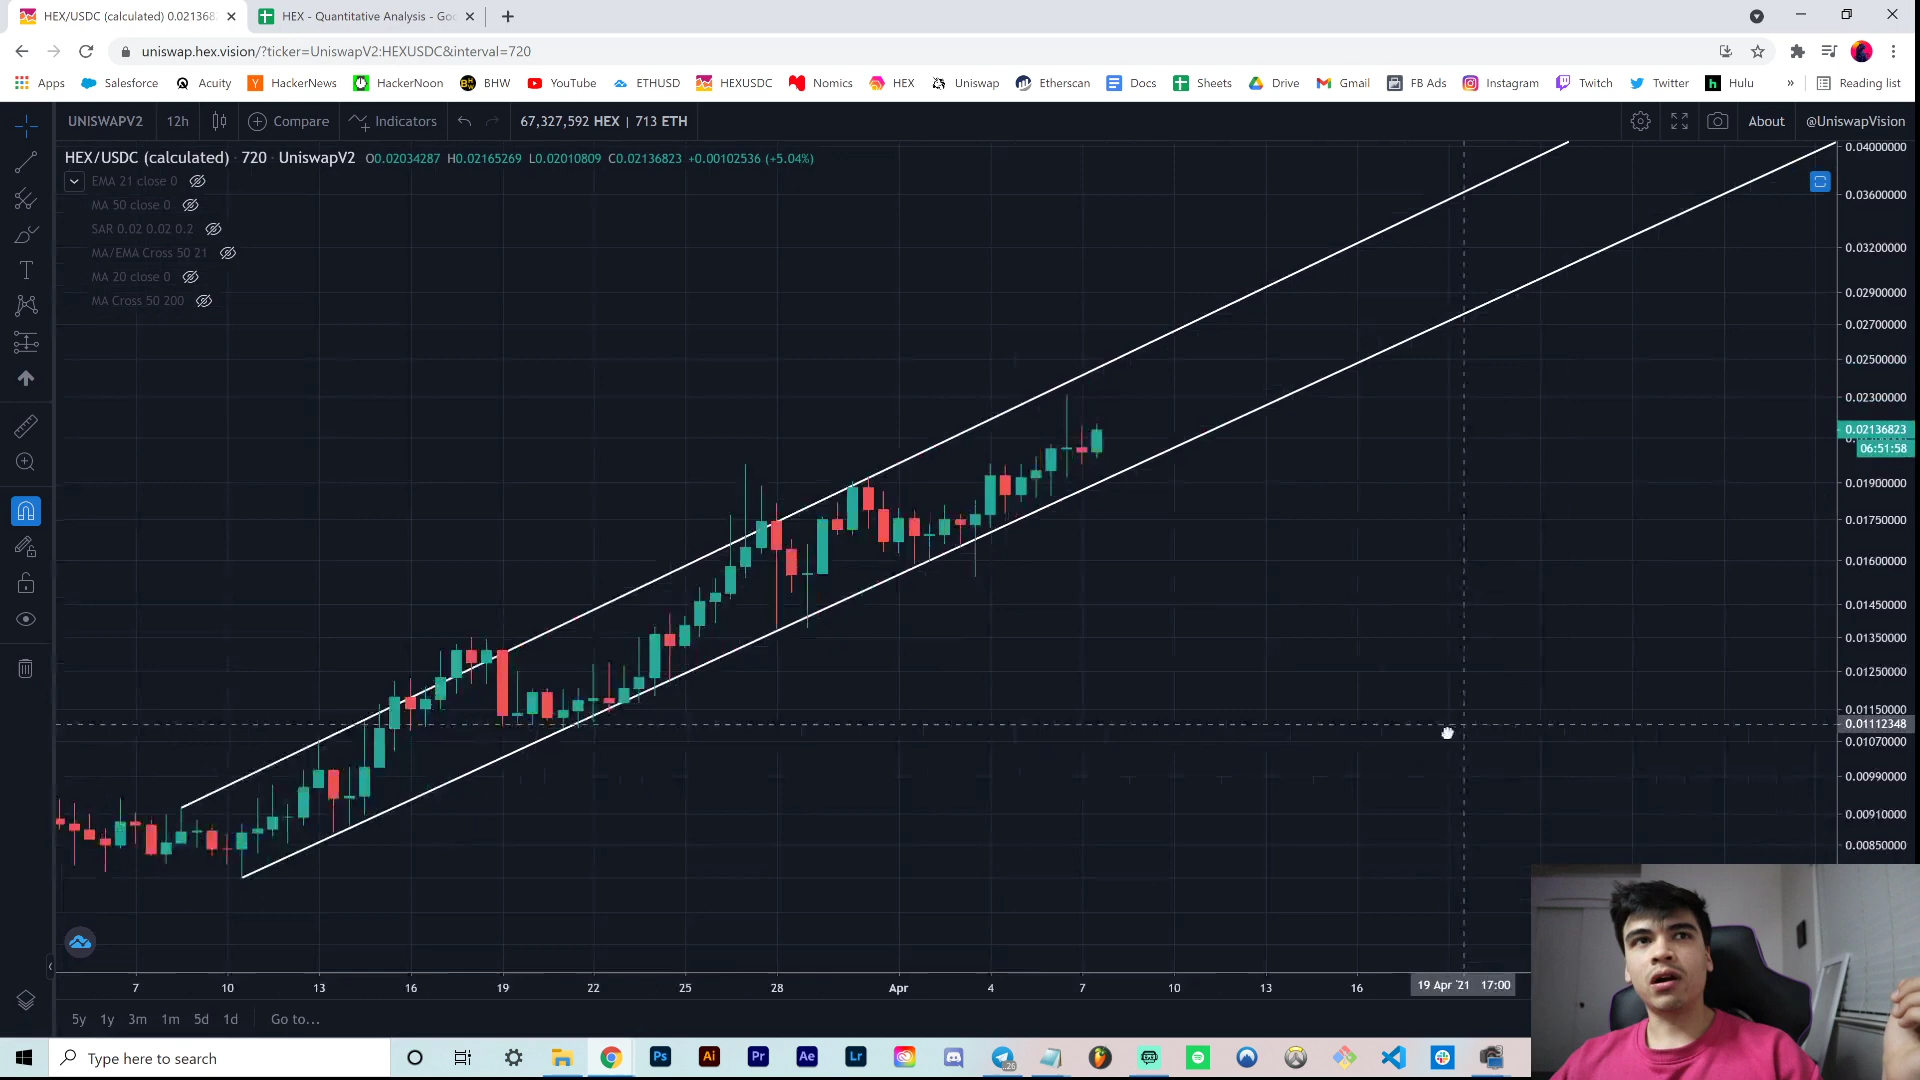 HEX/USDC (calculated) 0.021368
HEX - Quantitative Analysis - Goo
uniswap.hex.vision/?ticker=UniswapV2:HEXUSDC&interval=720
Apps Salesforce Acuity HackerNews HackerNoon BHW YouTube ETHUSD HEXUSDC Nomics HEX Uniswap Etherscan Docs Sheets Drive Gmail FB Ads Instagram Twitch Twitter Hulu » Reading list
UNISWAPV2 12h Compare Indicators 67,327,592 HEX | 713 ETH About @UniswapVision
HEX/USDC (calculated) · 720 · UniswapV2 O0.02034287 H0.02165269 L0.02010809 C0.02136823 +0.00102536 (+5.04%)
EMA 21 close 0
MA 50 close 0
SAR 0.02 0.02 0.2
MA/EMA Cross 50 21
MA 20 close 0
MA Cross 50 200
0.04000000
0.03600000
0.03200000
0.02900000
0.02700000
0.02500000
0.02300000
0.02136823
06:51:58
0.01900000
0.01750000
0.01600000
0.01450000
0.01350000
0.01250000
0.01150000
0.01112348
0.01070000
0.00990000
0.00910000
0.00850000
7 10 13 16 19 22 25 28 Apr 4 7 10 13 16 19 Apr '21 17:00
5y 1y 3m 1m 5d 1d Go to...
Type here to search
Ps Ai Pr Ae Lr